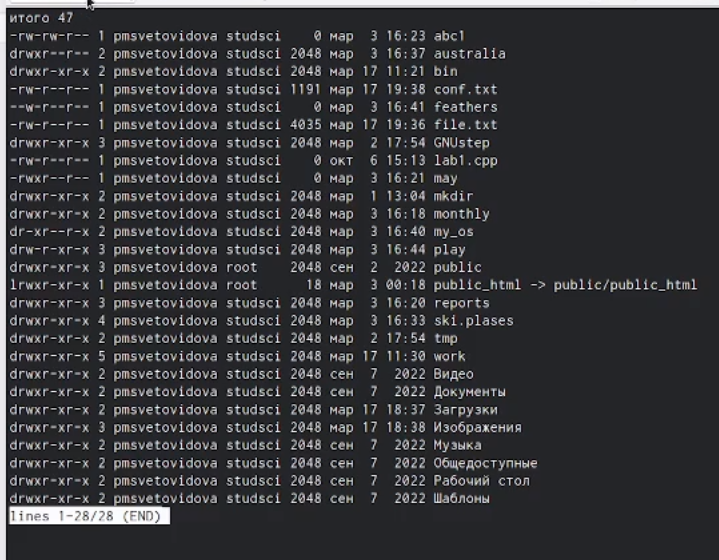 итого 47
-rw-rw-r-- 1 pmsvetovidova studsci    0 мар  3 16:23 abc1
drwxr--r-- 2 pmsvetovidova studsci 2048 мар  3 16:37 australia
drwxr-xr-x 2 pmsvetovidova studsci 2048 мар 17 11:21 bin
-rw-r--r-- 1 pmsvetovidova studsci 1191 мар 17 19:38 conf.txt
--w-r--r-- 1 pmsvetovidova studsci    0 мар  3 16:41 feathers
-rw-r--r-- 1 pmsvetovidova studsci 4035 мар 17 19:36 file.txt
drwxr-xr-x 3 pmsvetovidova studsci 2048 мар  2 17:54 GNUstep
-rw-r--r-- 1 pmsvetovidova studsci    0 окт  6 15:13 lab1.cpp
-rwxr--r-- 1 pmsvetovidova studsci    0 мар  3 16:21 may
drwxr-xr-x 2 pmsvetovidova studsci 2048 мар  1 13:04 mkdir
drwxr-xr-x 2 pmsvetovidova studsci 2048 мар  3 16:18 monthly
dr-xr--r-x 2 pmsvetovidova studsci 2048 мар  3 16:40 my_os
drw-r-xr-x 3 pmsvetovidova studsci 2048 мар  3 16:44 play
drwxr-xr-x 3 pmsvetovidova root    2048 сен  2  2022 public
lrwxr-xr-x 1 pmsvetovidova root      18 мар  3 00:18 public_html -> public/public_html
drwxr-xr-x 3 pmsvetovidova studsci 2048 мар  3 16:20 reports
drwxr-xr-x 4 pmsvetovidova studsci 2048 мар  3 16:33 ski.plases
drwxr-xr-x 2 pmsvetovidova studsci 2048 мар  2 17:54 tmp
drwxr-xr-x 5 pmsvetovidova studsci 2048 мар 17 11:30 work
drwxr-xr-x 2 pmsvetovidova studsci 2048 сен  7  2022 Видео
drwxr-xr-x 2 pmsvetovidova studsci 2048 сен  7  2022 Документы
drwxr-xr-x 2 pmsvetovidova studsci 2048 мар 17 18:37 Загрузки
drwxr-xr-x 3 pmsvetovidova studsci 2048 мар 17 18:38 Изображения
drwxr-xr-x 2 pmsvetovidova studsci 2048 сен  7  2022 Музыка
drwxr-xr-x 2 pmsvetovidova studsci 2048 сен  7  2022 Общедоступные
drwxr-xr-x 2 pmsvetovidova studsci 2048 сен  7  2022 Рабочий стол
drwxr-xr-x 2 pmsvetovidova studsci 2048 сен  7  2022 Шаблоны
lines 1-28/28 (END)